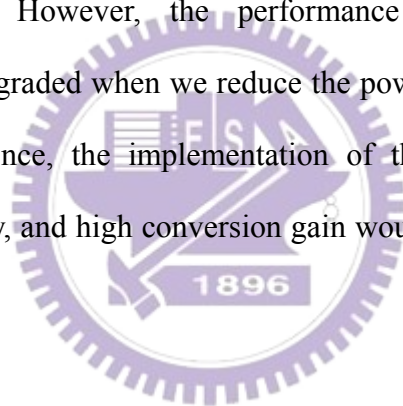 However, the performance
graded when we reduce the pow
nce, the implementation of t
, and high conversion gain wou
ES
1896